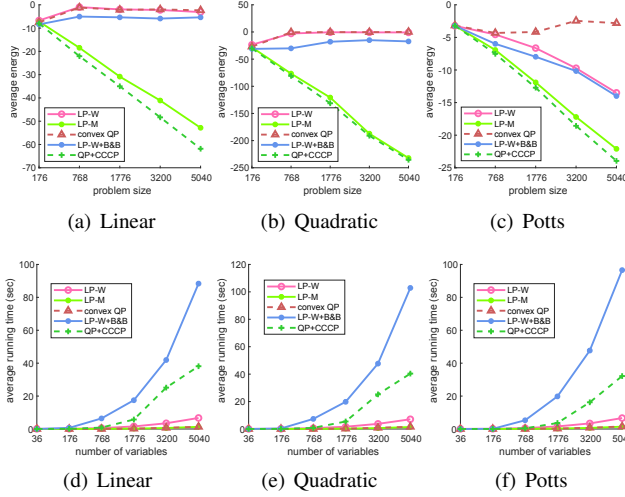 average energy
0
-10
-20
-30
-40
-50
-60
-70
LP-W
LP-M
convex QP
LP-W+B&B
QP+CCCP
176 768 1776 3200 5040
problem size
(a) Linear
average energy
50
0
-50
-100
-150
-200
-250
LP-W
LP-M
convex QP
LP-W+B&B
QP+CCCP
176 768 1776 3200 5040
problem size
(b) Quadratic
average energy
0
-5
-10
-15
-20
-25
LP-W
LP-M
convex QP
LP-W+B&B
QP+CCCP
176 768 1776 3200 5040
problem size
(c) Potts
average running time (sec)
100
80
60
40
20
0
LP-W
LP-M
convex QP
LP-W+B&B
QP+CCCP
36 176 768 1776 3200 5040
number of variables
(d) Linear
average running time (sec)
120
100
80
60
40
20
0
LP-W
LP-M
convex QP
LP-W+B&B
QP+CCCP
36 176 768 1776 3200 5040
number of variables
(e) Quadratic
average running time (sec)
100
80
60
40
20
0
LP-W
LP-M
convex QP
LP-W+B&B
QP+CCCP
36 176 768 1776 3200 5040
number of variables
(f) Potts